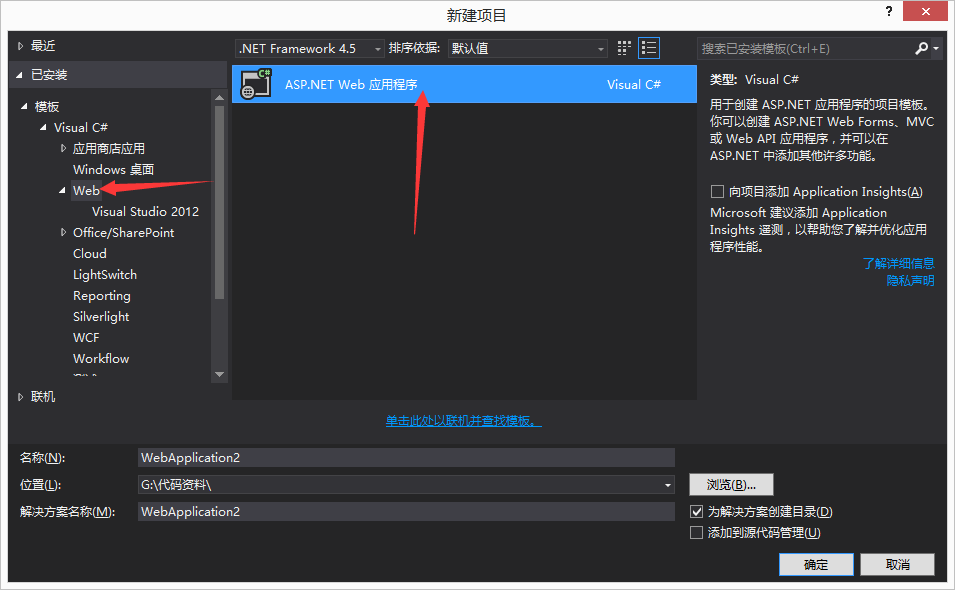 新建项目
?
最近
.NET Framework 4.5
排序依据:
默认值
搜索已安装模板(Ctrl+E)
已安装
模板
Visual C#
应用商店应用
Windows 桌面
Web
Visual Studio 2012
Office/SharePoint
Cloud
LightSwitch
Reporting
Silverlight
WCF
Workflow
联机
C#
ASP.NET Web 应用程序
Visual C#
单击此处以联机并查找模板。
类型: Visual C#
用于创建 ASP.NET 应用程序的项目模板。
你可以创建 ASP.NET Web Forms、MVC
或 Web API 应用程序，并可以在
ASP.NET 中添加其他许多功能。
向项目添加 Application Insights(A)
Microsoft 建议添加 Application
Insights 遥测，以帮助您了解并优化应用
程序性能。
了解详细信息
隐私声明
名称(N):
WebApplication2
位置(L):
G:\代码资料\
浏览(B)...
解决方案名称(M):
WebApplication2
为解决方案创建目录(D)
添加到源代码管理(U)
确定
取消